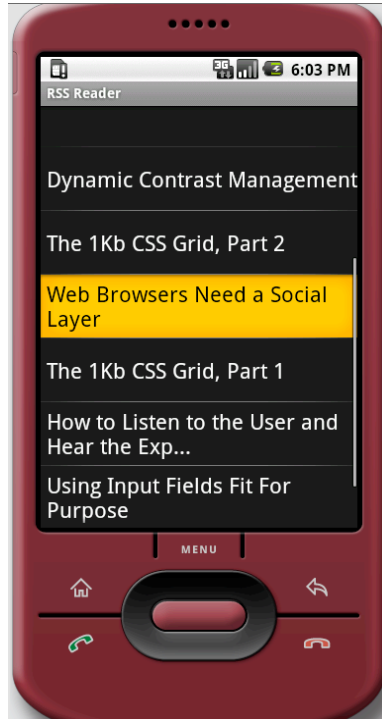 3G
6:03 PM
RSS Reader
Dynamic Contrast Management
The 1Kb CSS Grid, Part 2
Web Browsers Need a Social
Layer
The 1Kb CSS Grid, Part 1
How to Listen to the User and
Hear the Exp...
Using Input Fields Fit For
Purpose
MENU